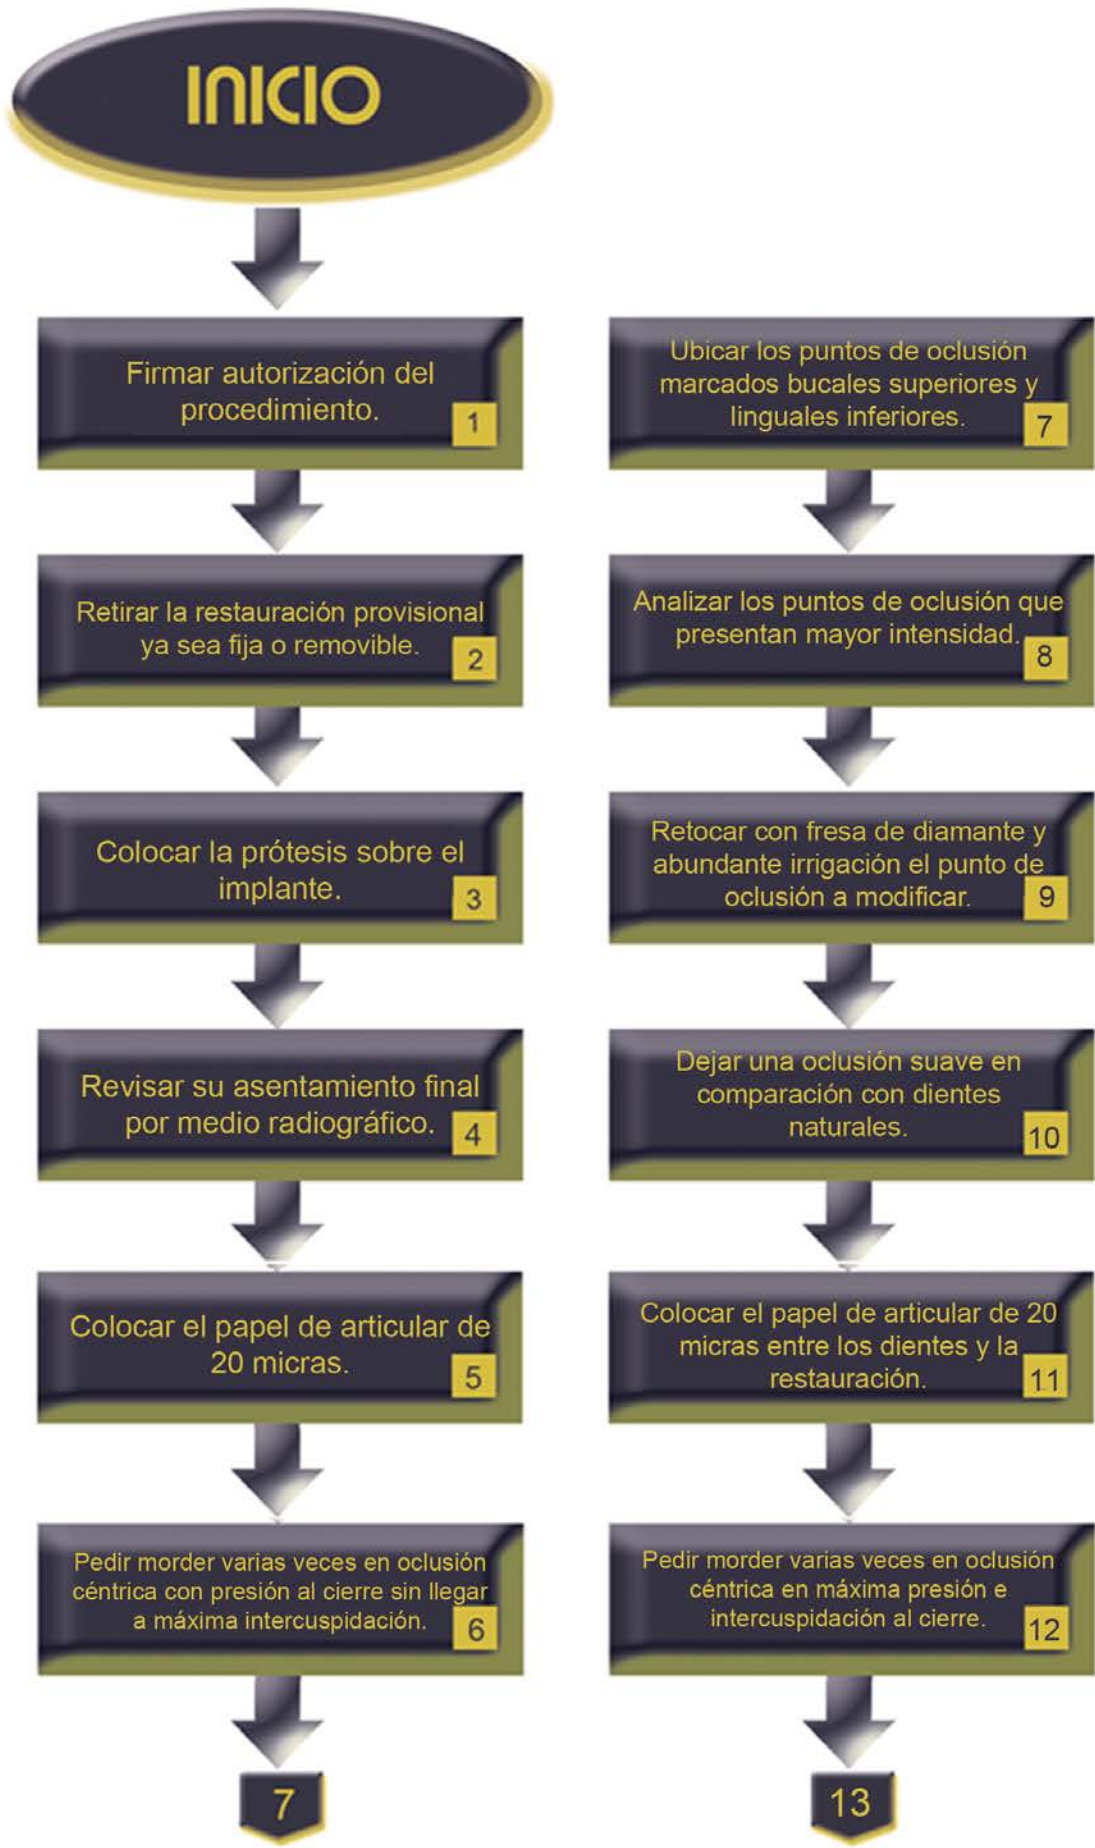 INICIO
Firmar autorización del
procedimiento.
1
Retirar la restauración provisional
ya sea fija o removible.
2
Colocar la prótesis sobre el
implante.
3
Revisar su asentamiento final
por medio radiográfico.
4
Colocar el papel de articular de
20 micras.
5
Pedir morder varias veces en oclusión
céntrica con presión al cierre sin llegar
a máxima intercuspidación.
6
7
Ubicar los puntos de oclusión
marcados bucales superiores y
linguales inferiores.
7
Analizar los puntos de oclusión que
presentan mayor intensidad.
8
Retocar con fresa de diamante y
abundante irrigación el punto de
oclusión a modificar.
9
Dejar una oclusión suave en
comparación con dientes
naturales.
10
Colocar el papel de articular de 20
micras entre los dientes y la
restauración.
11
Pedir morder varias veces en oclusión
céntrica en máxima presión e
intercuspidación al cierre.
12
13